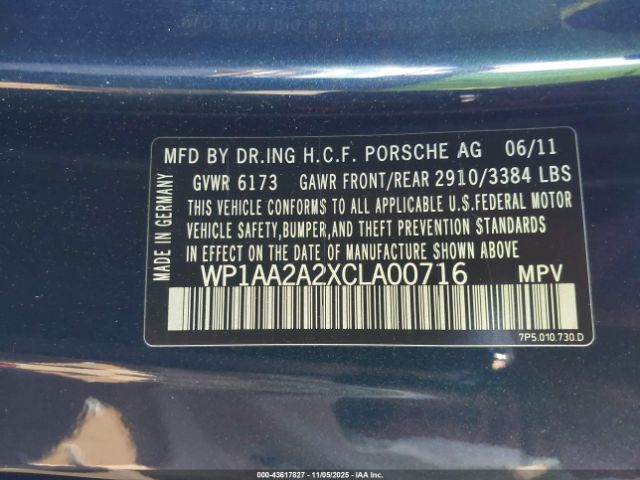 MFD BY DR.ING H.C.F. PORSCHE AG 06/11
GVWR 6173 GAWR FRONT/REAR 2910/3384 LBS
THIS VEHICLE CONFORMS TO ALL APPLICABLE U.S.FEDERAL MOTOR
VEHICLE SAFETY,BUMPER,AND THEFT PREVENTION STANDARDS
IN EFFECT ON THE DATE OF MANUFACTURE SHOWN ABOVE
WP1AA2A2XCLA00716 MPV
7P5.010.730.D
MADE IN GERMANY
000-43617827 - 11/05/2025 - IAA Inc.